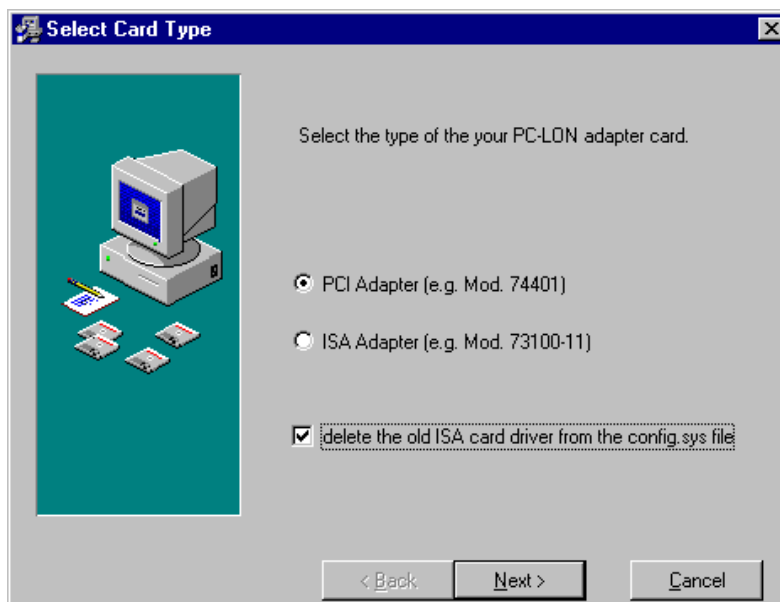 Select Card Type
Select the type of the your PC-LON adapter card.
PCI Adapter (e.g. Mod. 74401)
ISA Adapter (e.g. Mod. 73100-11)
delete the old ISA card driver from the config.sys file
< Back
Next >
Cancel